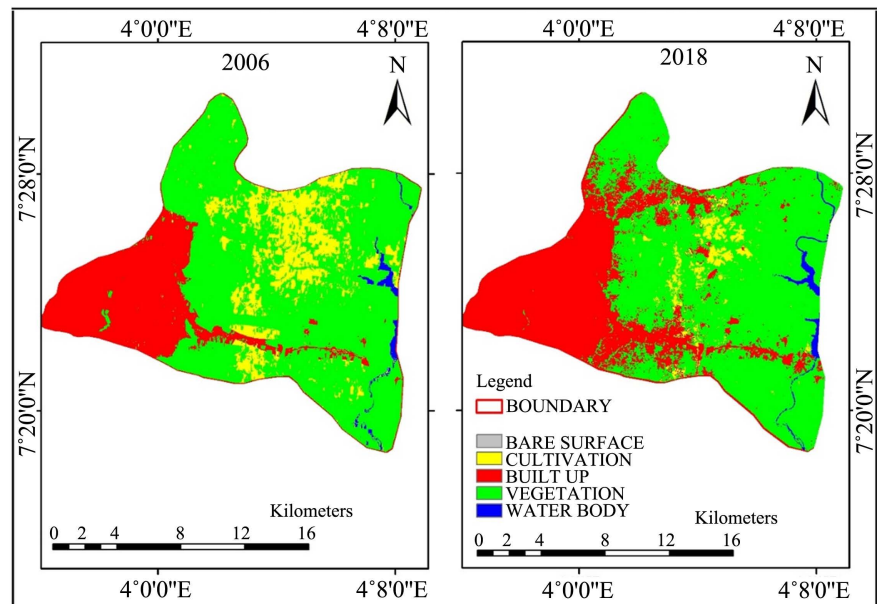 4˚0'0"E 4˚8'0"E
2006
N
7˚28'0"N
7˚20'0"N
Kilometers
0 2 4 8 12 16
4˚0'0"E 4˚8'0"E
4˚0'0"E 4˚8'0"E
2018
N
7˚28'0"N
7˚20'0"N
Legend
BOUNDARY
BARE SURFACE
CULTIVATION
BUILT UP
VEGETATION
WATER BODY
Kilometers
0 2 4 8 12 16
4˚0'0"E 4˚8'0"E